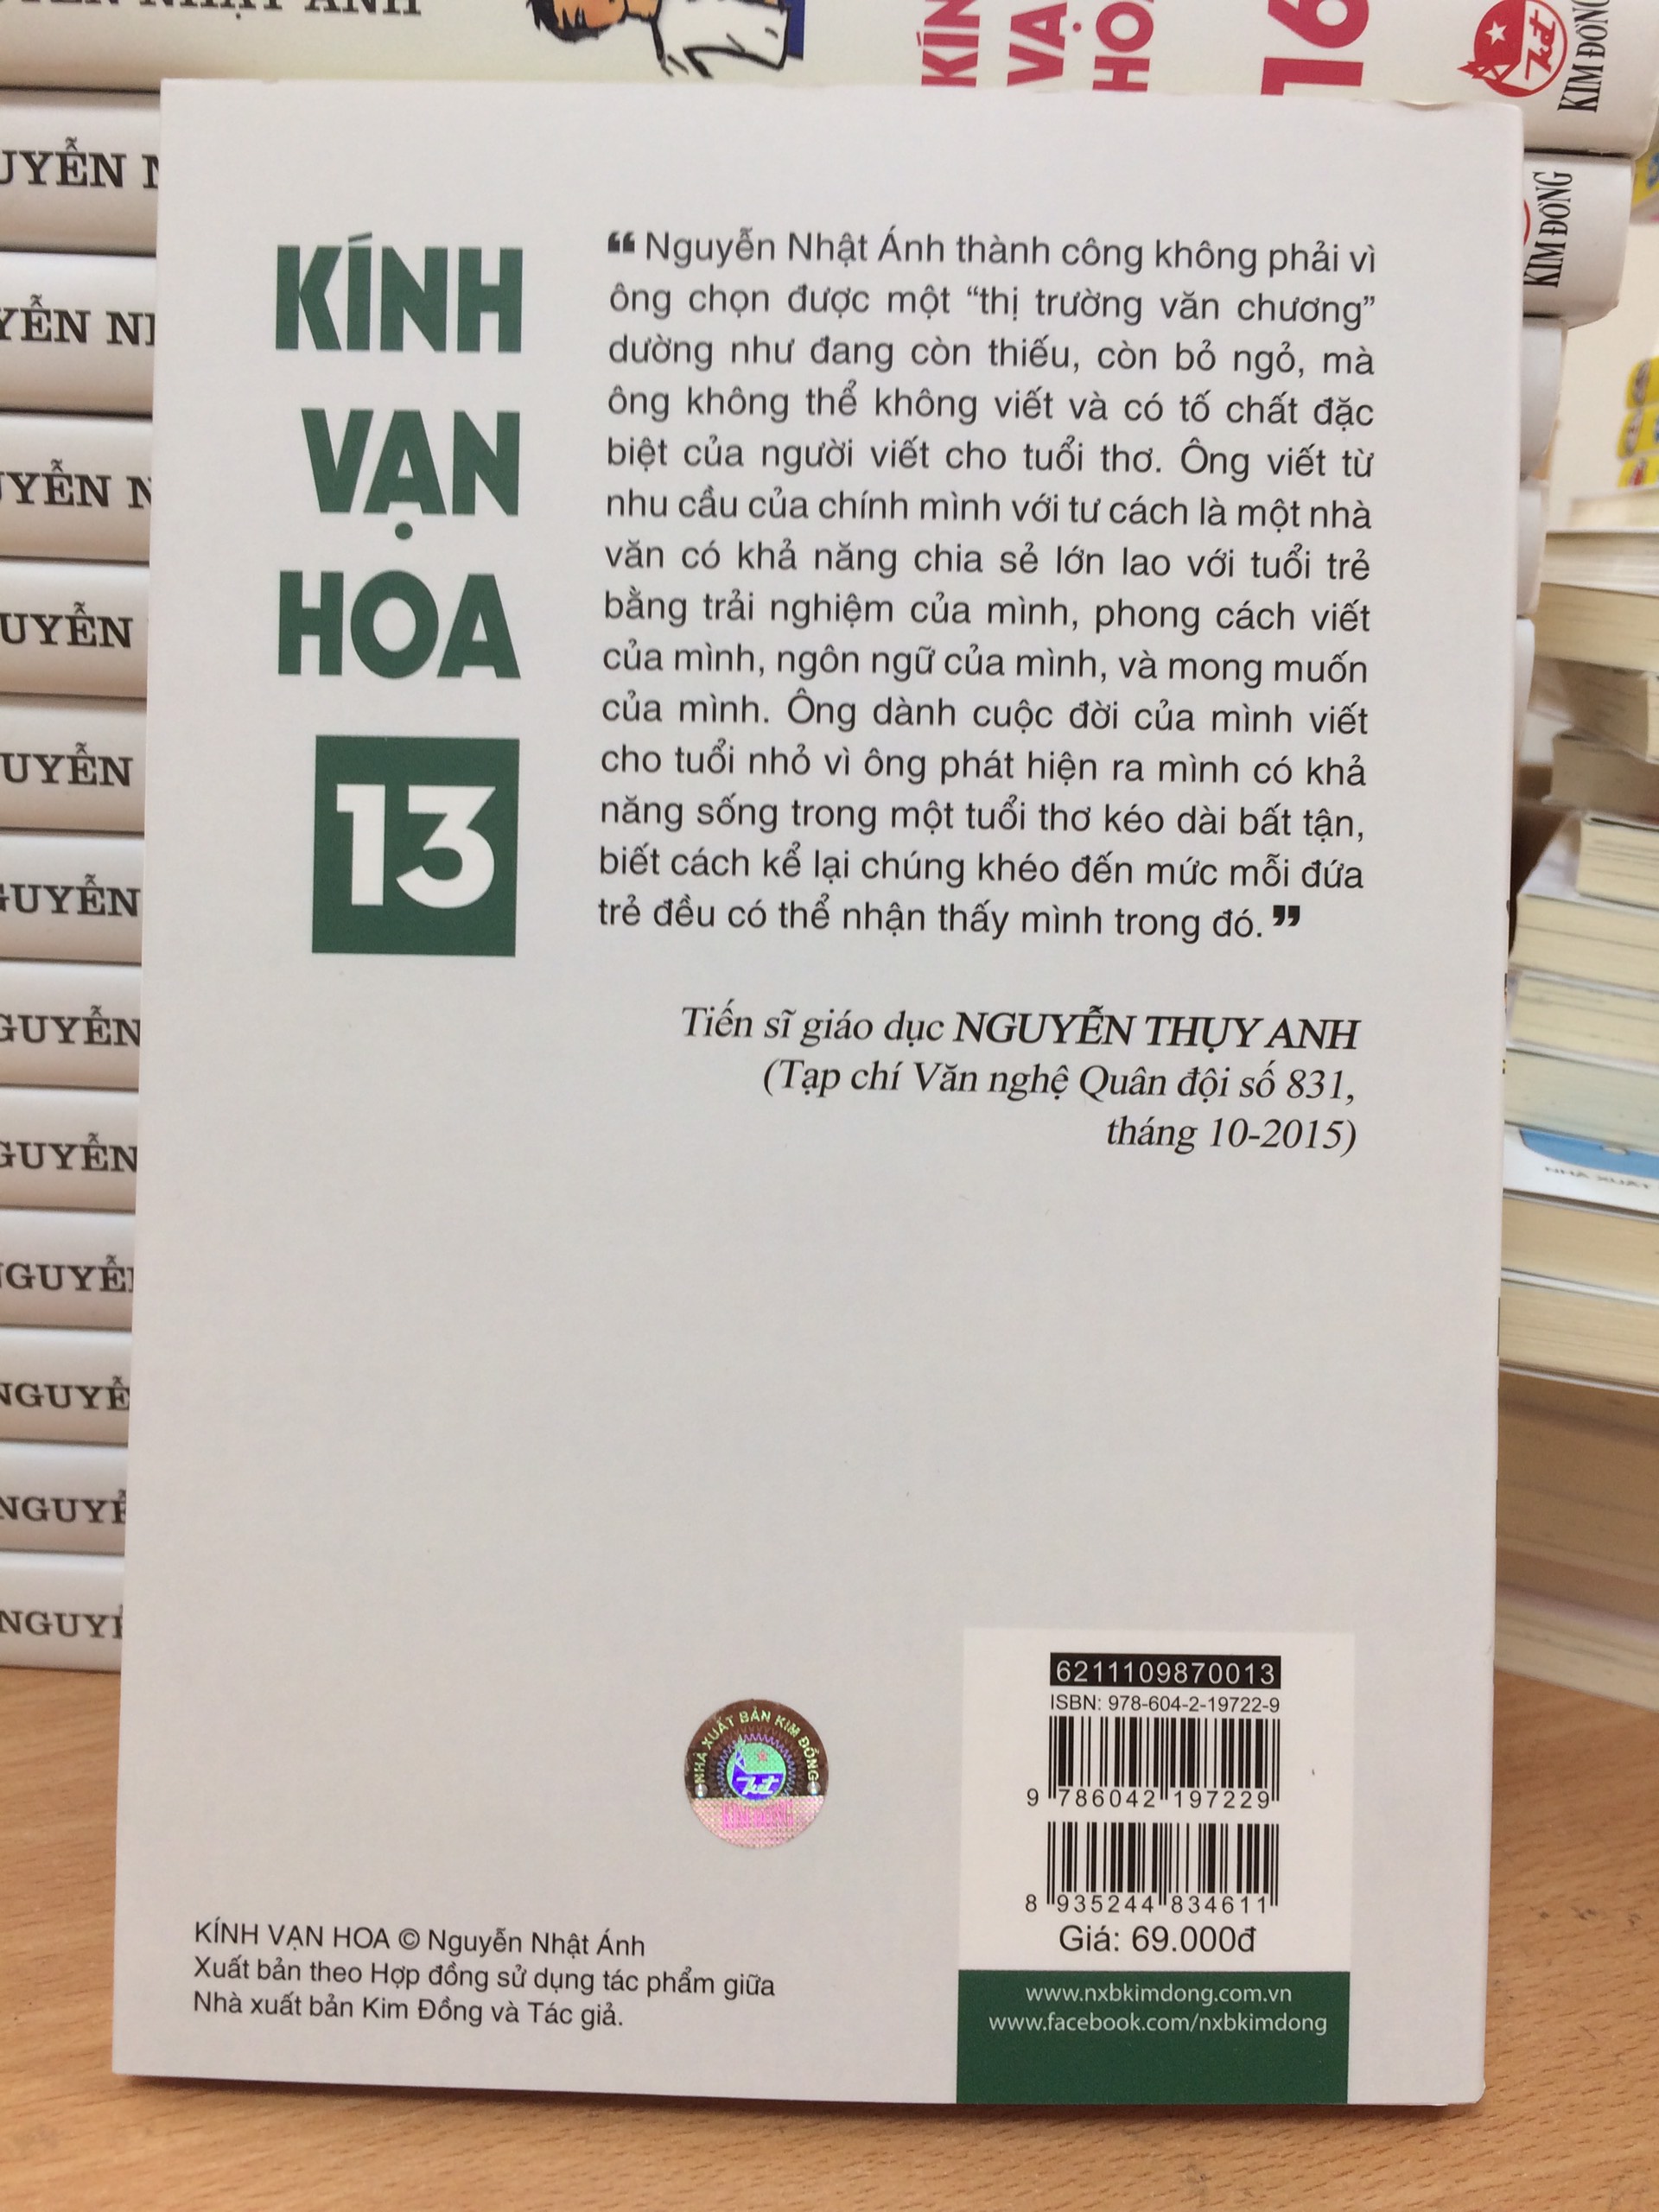 KÍNH
VẠN
HOA
13
❝ Nguyễn Nhật Ánh thành công không phải vì
ông chọn được một “thị trường văn chương”
dường như đang còn thiếu, còn bỏ ngỏ, mà
ông không thể không viết và có tố chất đặc
biệt của người viết cho tuổi thơ. Ông viết từ
nhu cầu của chính mình với tư cách là một nhà
văn có khả năng chia sẻ lớn lao với tuổi trẻ
bằng trải nghiệm của mình, phong cách viết
của mình, ngôn ngữ của mình, và mong muốn
của mình. Ông dành cuộc đời của mình viết
cho tuổi nhỏ vì ông phát hiện ra mình có khả
năng sống trong một tuổi thơ kéo dài bất tận,
biết cách kể lại chúng khéo đến mức mỗi đứa
trẻ đều có thể nhận thấy mình trong đó. ❞
Tiến sĩ giáo dục NGUYỄN THỤY ANH
(Tạp chí Văn nghệ Quân đội số 831,
tháng 10-2015)
NHÀ XUẤT BẢN KIM ĐỒNG
6211109870013
ISBN: 978-604-2-19722-9
9 786042 197229
8 935244 834611
Giá: 69.000đ
www.nxbkimdong.com.vn
www.facebook.com/nxbkimdong
KÍNH VẠN HOA © Nguyễn Nhật Ánh
Xuất bản theo Hợp đồng sử dụng tác phẩm giữa
Nhà xuất bản Kim Đồng và Tác giả.
16
KIM ĐỒNG
KIM ĐỒNG
NHÀ XUẤT